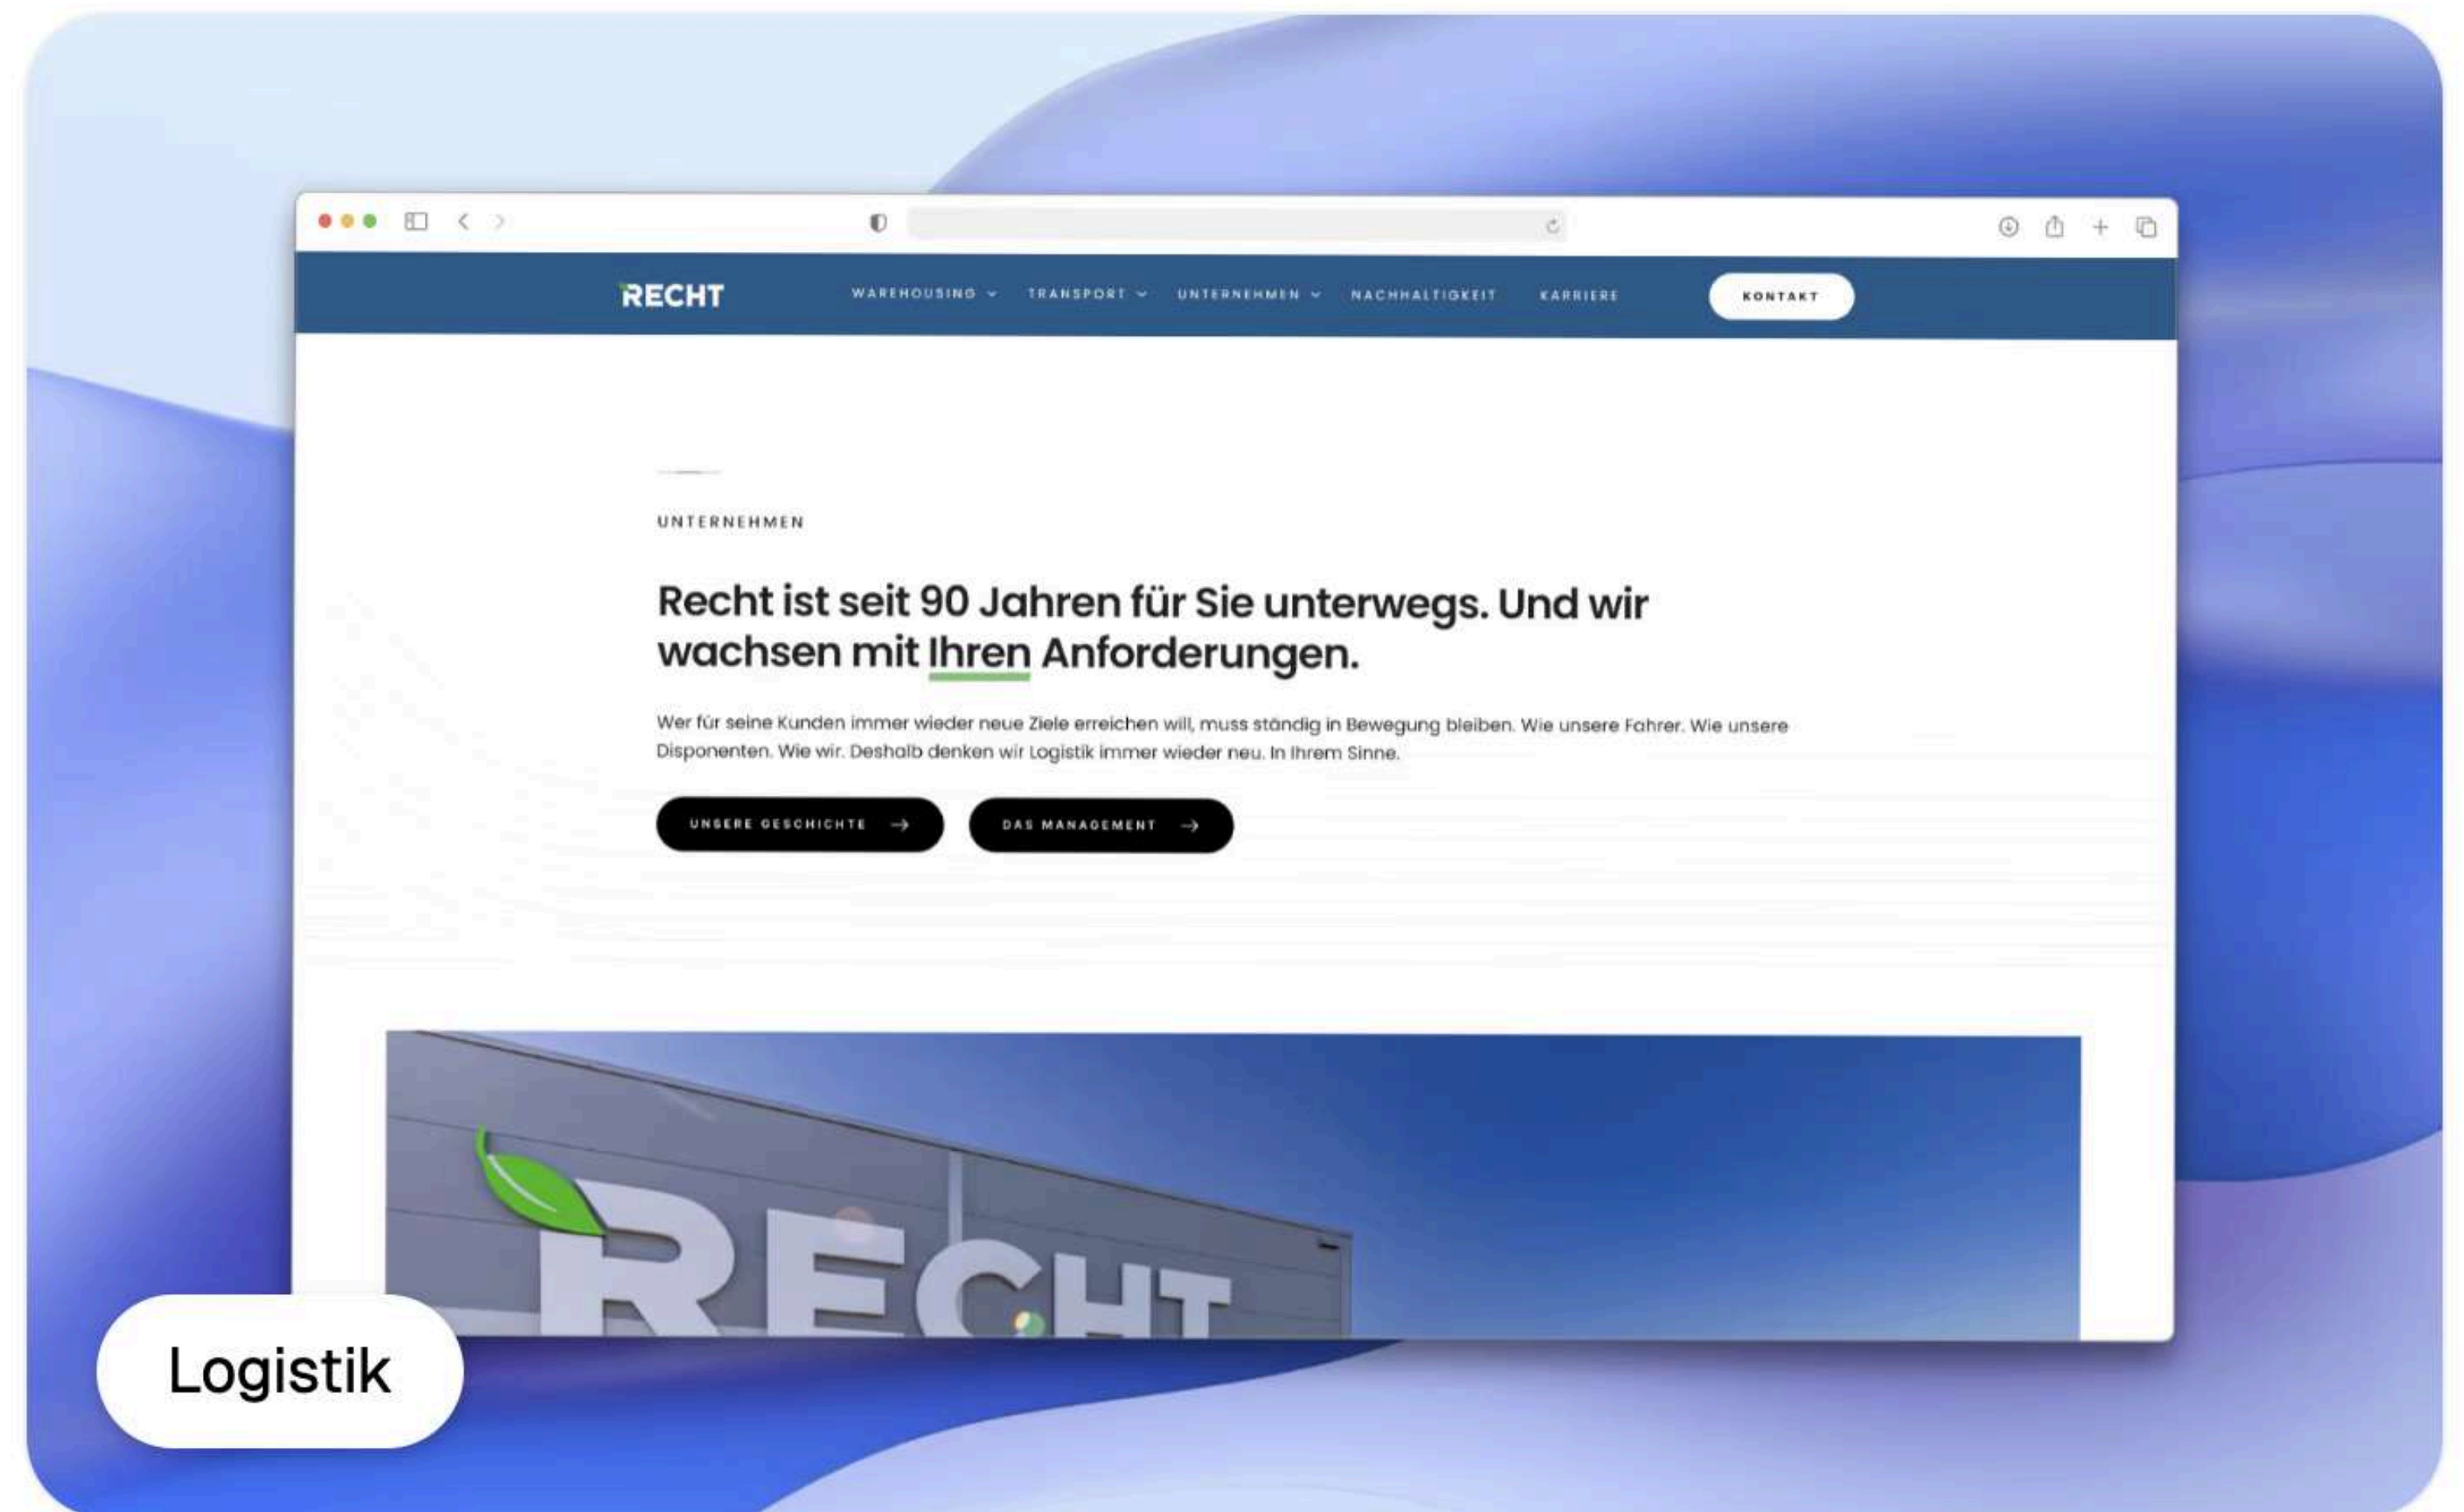 RECHT
WAREHOUSING
TRANSPORT
UNTERNEHMEN
NACHHALTIGKEIT
KARRIERE
KONTAKT
UNTERNEHMEN
Recht ist seit 90 Jahren für Sie unterwegs. Und wir
wachsen mit Ihren Anforderungen.
Wer für seine Kunden immer wieder neue Ziele erreichen will, muss ständig in Bewegung bleiben. Wie unsere Fahrer. Wie unsere
Disponenten. Wie wir. Deshalb denken wir Logistik immer wieder neu. In Ihrem Sinne.
UNSERE GESCHICHTE →
DAS MANAGEMENT →
RECHT
Logistik